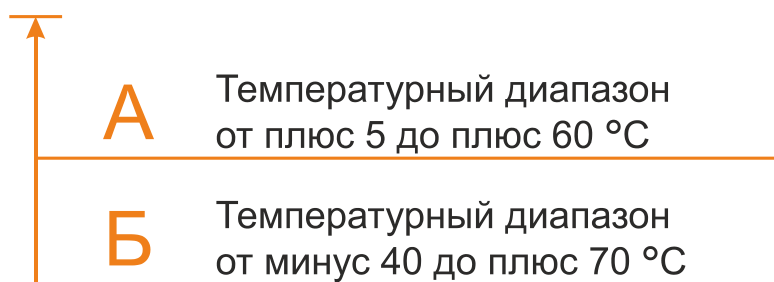 А
Температурный диапазон
от плюс 5 до плюс 60 °С
Б
Температурный диапазон
от минус 40 до плюс 70 °С